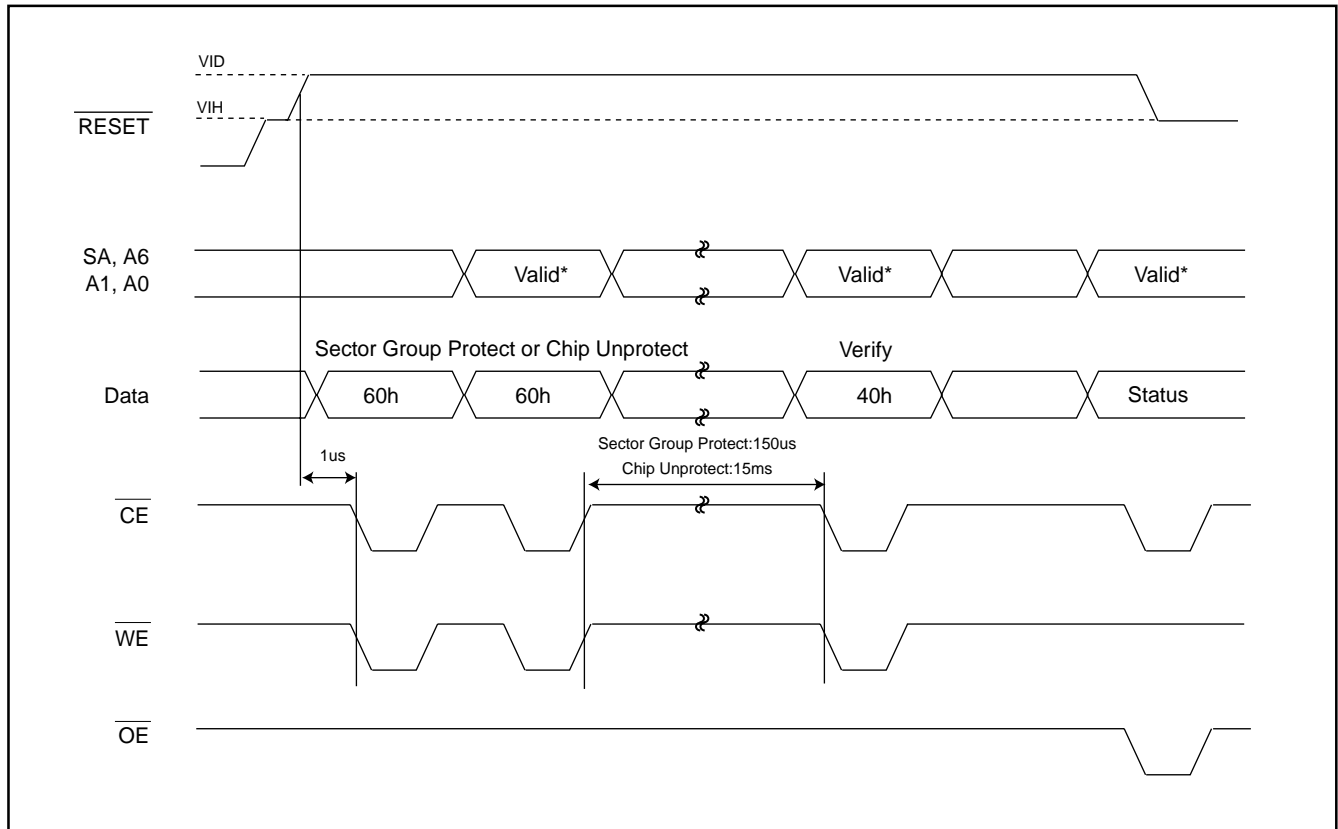 VID
VIH
RESET
SA, A6
A1, A0
Valid*
Valid*
Valid*
Sector Group Protect or Chip Unprotect
Verify
Data
60h
60h
40h
Status
1us
Sector Group Protect:150us
Chip Unprotect:15ms
CE
WE
OE